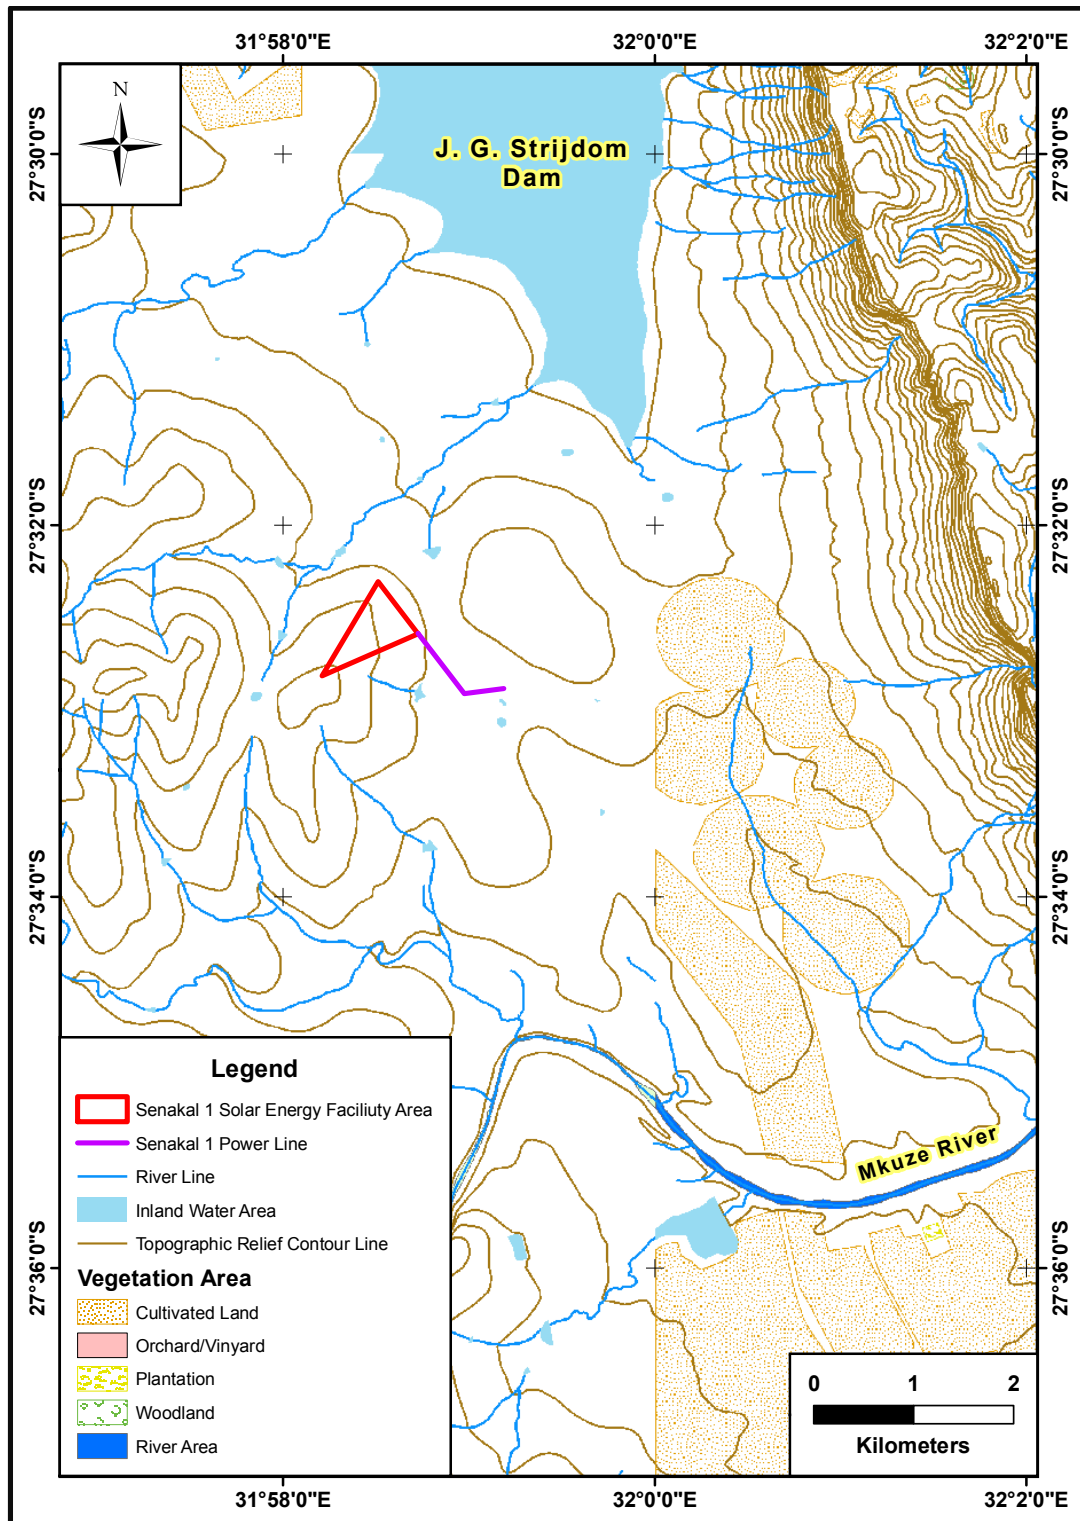 31°58'0"E
32°0'0"E
32°2'0"E
N
27°30'0"S
27°30'0"S
J. G. Strijdom
Dam
27°32'0"S
27°32'0"S
27°34'0"S
27°34'0"S
Mkuze River
27°36'0"S
27°36'0"S
Legend
Senakal 1 Solar Energy Faciliuty Area
Senakal 1 Power Line
River Line
Inland Water Area
Topographic Relief Contour Line
Vegetation Area
Cultivated Land
Orchard/Vinyard
Plantation
Woodland
River Area
0 1 2
Kilometers
31°58'0"E
32°0'0"E
32°2'0"E